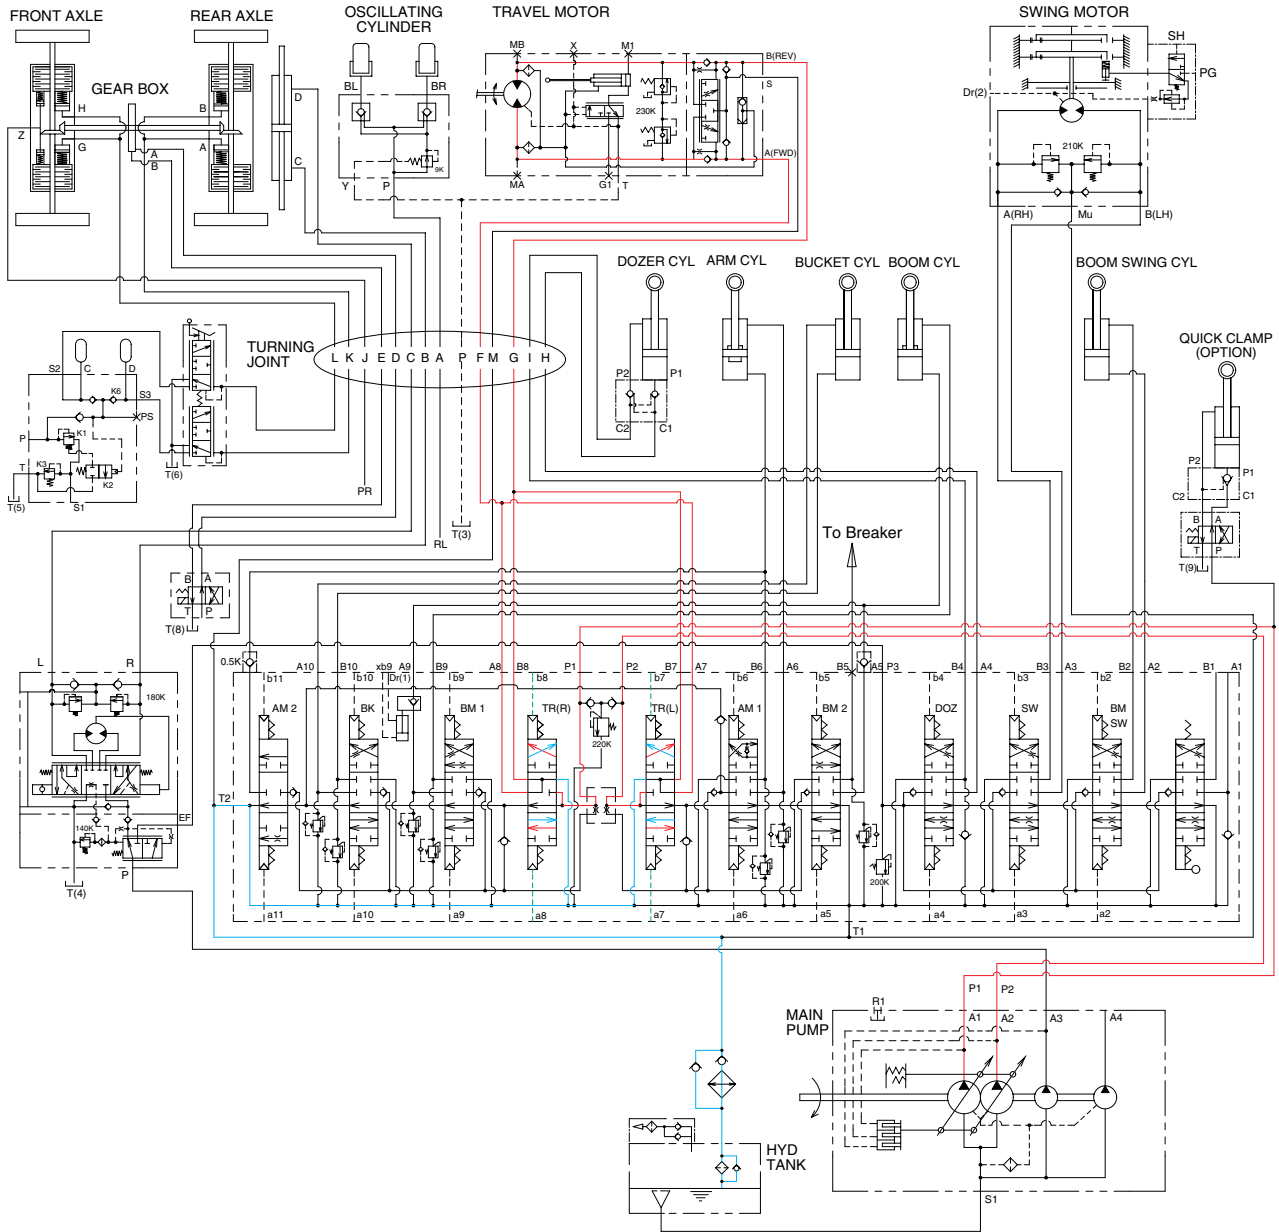 FRONT AXLE
REAR AXLE
OSCILLATING
CYLINDER
TRAVEL MOTOR
SWING MOTOR
GEAR BOX
BL
BR
MB
X
M1
B(REV)
S
SH
PG
Dr(2)
D
H
B
Z
G
A
A
B
C
230K
9K
Y
P
MA
G1
T
A(FWD)
210K
A(RH)
Mu
B(LH)
DOZER CYL
ARM CYL
BUCKET CYL
BOOM CYL
BOOM SWING CYL
QUICK CLAMP
(OPTION)
TURNING
JOINT
L K J E D C B A P F M G I H
S2
C
D
K6
S3
PS
P
K1
T
K3
K2
T(5)
S1
T(6)
P2
P1
C2
C1
P2
P1
C2
C1
B
A
T
P
T(9)
PR
RL
T(3)
To Breaker
B
A
T
P
T(8)
L
R
180K
EF
140K
P
T(4)
0.5K
A10
B10
xb9
A9
B9
A8
B8
P1
P2
B7
A7
B6
A6
B5
A5
P3
B4
A4
B3
A3
B2
A2
B1
A1
b11
b10
Dr(1)
b9
b8
b7
b6
b5
b4
b3
b2
AM 2
BK
BM 1
TR(R)
220K
TR(L)
AM 1
BM 2
DOZ
SW
BM
SW
T2
200K
a11
a10
a9
a8
a7
a6
a5
a4
a3
a2
T1
P1
P2
R1
MAIN
PUMP
A1
A2
A3
A4
HYD
TANK
S1